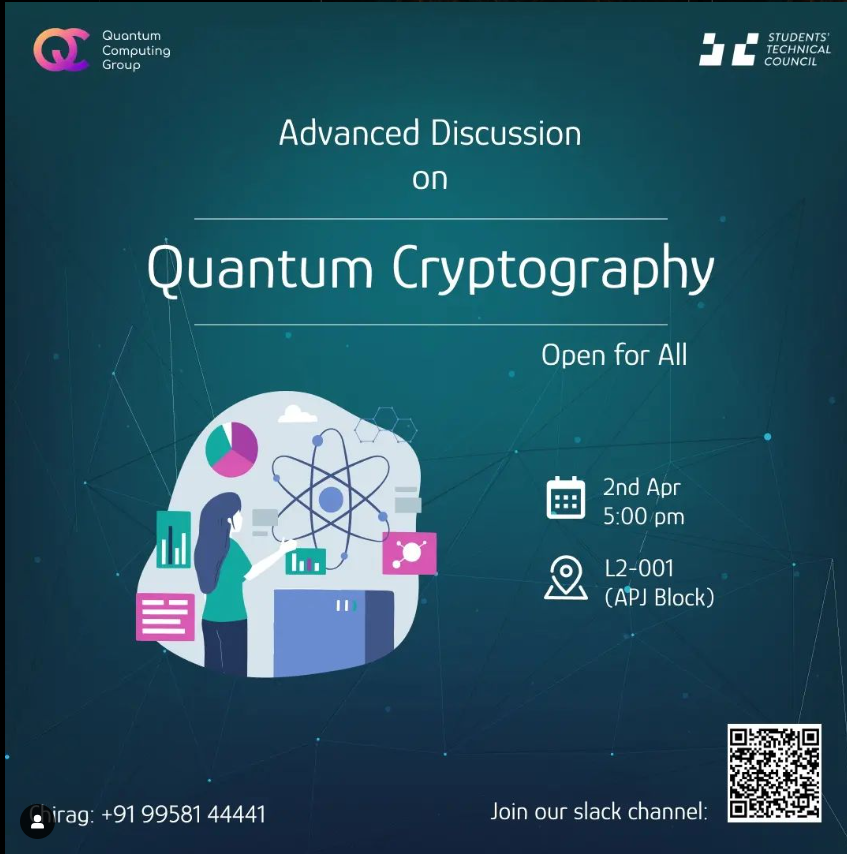 Quantum
Computing
Group
STUDENTS'
TECHNICAL
COUNCIL
Advanced Discussion
on
Quantum Cryptography
Open for All
2nd Apr
5:00 pm
L2-001
(APJ Block)
Chirag: +91 99581 44441
Join our slack channel: